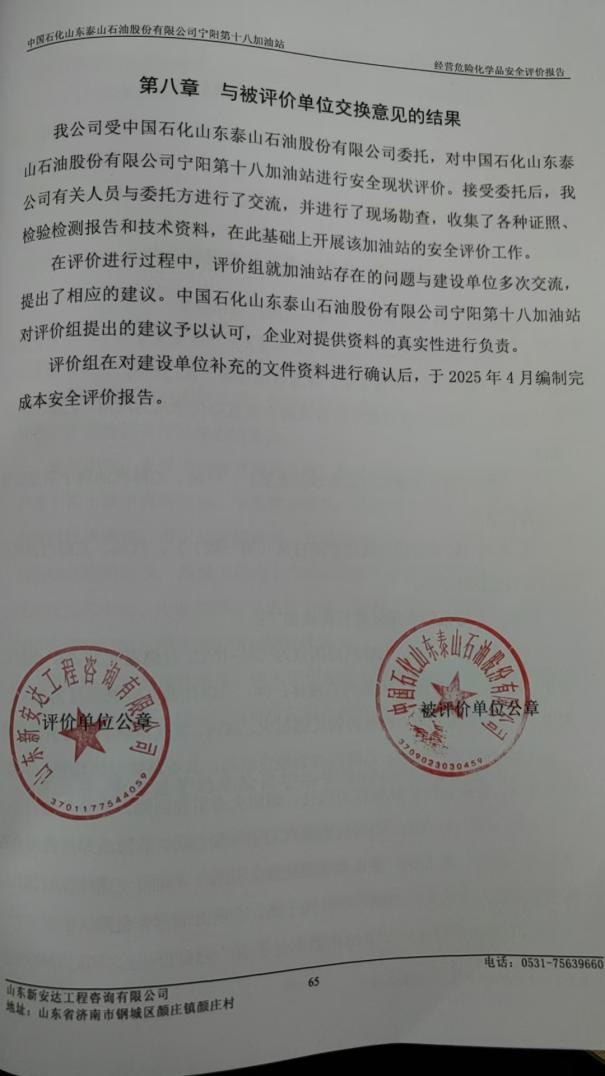 中国石化山东泰山石油股份有限公司宁阳第十八加油站
经营危险化学品安全评价报告
第八章 与被评价单位交换意见的结果
我公司受中国石化山东泰山石油股份有限公司委托，对中国石化山东泰
山石油股份有限公司宁阳第十八加油站进行安全现状评价。接受委托后，我
公司有关人员与委托方进行了交流，并进行了现场勘查，收集了各种证照、
检验检测报告和技术资料，在此基础上开展该加油站的安全评价工作。
在评价进行过程中，评价组就加油站存在的问题与建设单位多次交流，
提出了相应的建议。中国石化山东泰山石油股份有限公司宁阳第十八加油站
对评价组提出的建议予以认可，企业对提供资料的真实性进行负责。
评价组在对建设单位补充的文件资料进行确认后，于 2025 年 4 月编制完
成本安全评价报告。
山东新安达工程咨询有限公司
评价单位公章
3701177544059
中国石化山东泰山石油股份有限公司
被评价单位公章
3709023030459
山东新安达工程咨询有限公司
地址：山东省济南市钢城区颜庄镇颜庄村
65
电话：0531-75639660